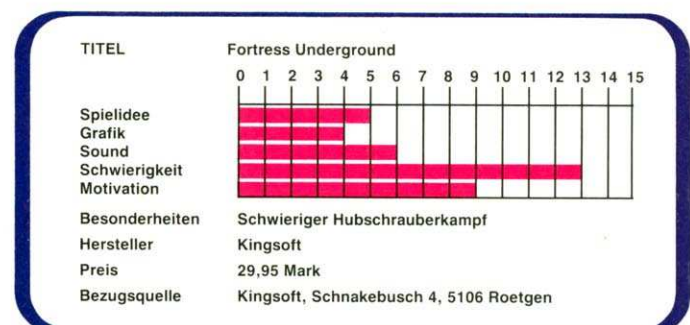 TITEL Fortress Underground
0 1 2 3 4 5 6 7 8 9 10 11 12 13 14 15
Spielidee
Grafik
Sound
Schwierigkeit
Motivation
Besonderheiten Schwieriger Hubschrauberkampf
Hersteller Kingsoft
Preis 29,95 Mark
Bezugsquelle Kingsoft, Schnakebusch 4, 5106 Roetgen